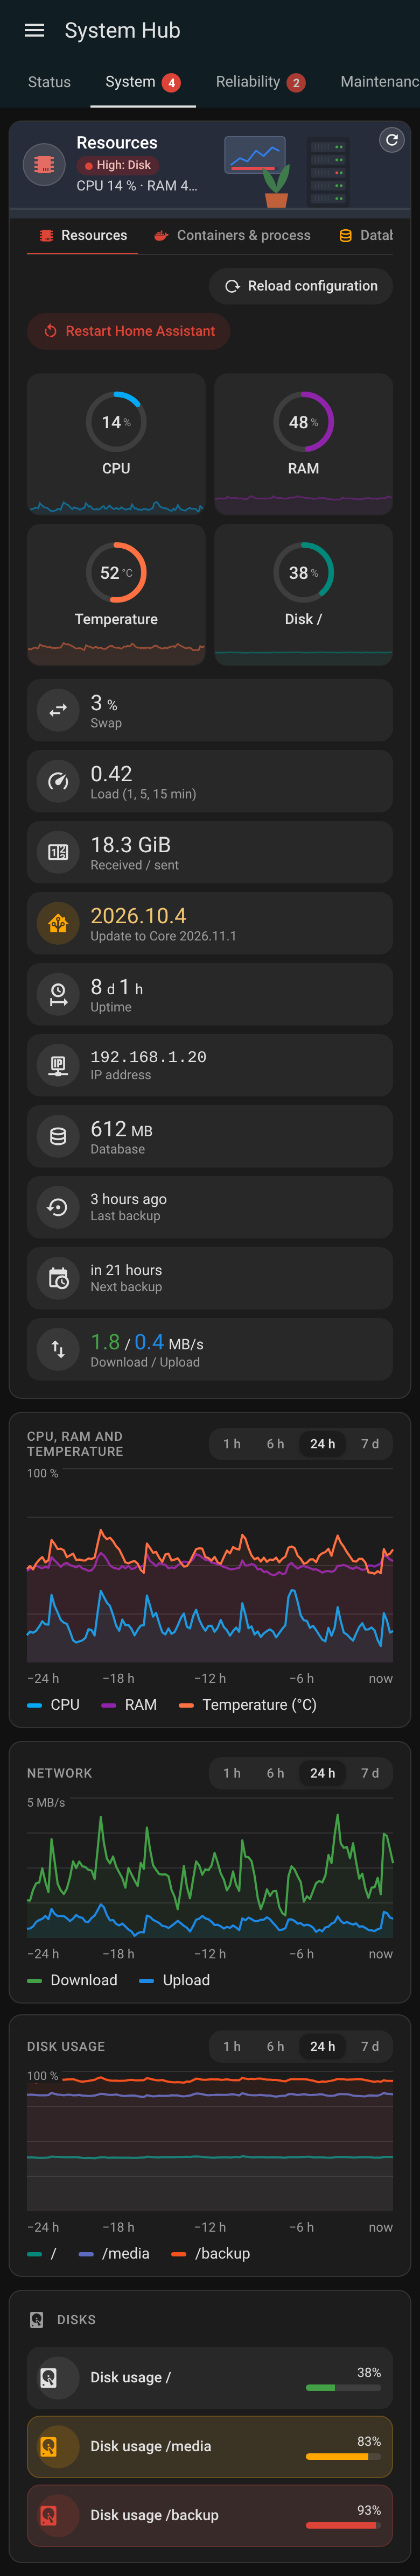 System Hub
Status
System 4
Reliability 2
Maintenanc
Resources
High: Disk
CPU 14 % · RAM 4…
Resources
Containers & process
Datab
Reload configuration
Restart Home Assistant
14 %
CPU
48 %
RAM
52 °C
Temperature
38 %
Disk /
3 %
Swap
0.42
Load (1, 5, 15 min)
18.3 GiB
Received / sent
2026.10.4
Update to Core 2026.11.1
8 d 1 h
Uptime
IP
192.168.1.20
IP address
612 MB
Database
3 hours ago
Last backup
in 21 hours
Next backup
1.8 / 0.4 MB/s
Download / Upload
CPU, RAM AND
TEMPERATURE
1 h 6 h 24 h 7 d
100 %
−24 h −18 h −12 h −6 h now
CPU RAM Temperature (°C)
NETWORK
1 h 6 h 24 h 7 d
5 MB/s
−24 h −18 h −12 h −6 h now
Download Upload
DISK USAGE
1 h 6 h 24 h 7 d
100 %
−24 h −18 h −12 h −6 h now
/ /media /backup
DISKS
Disk usage /
38%
Disk usage /media
83%
Disk usage /backup
93%